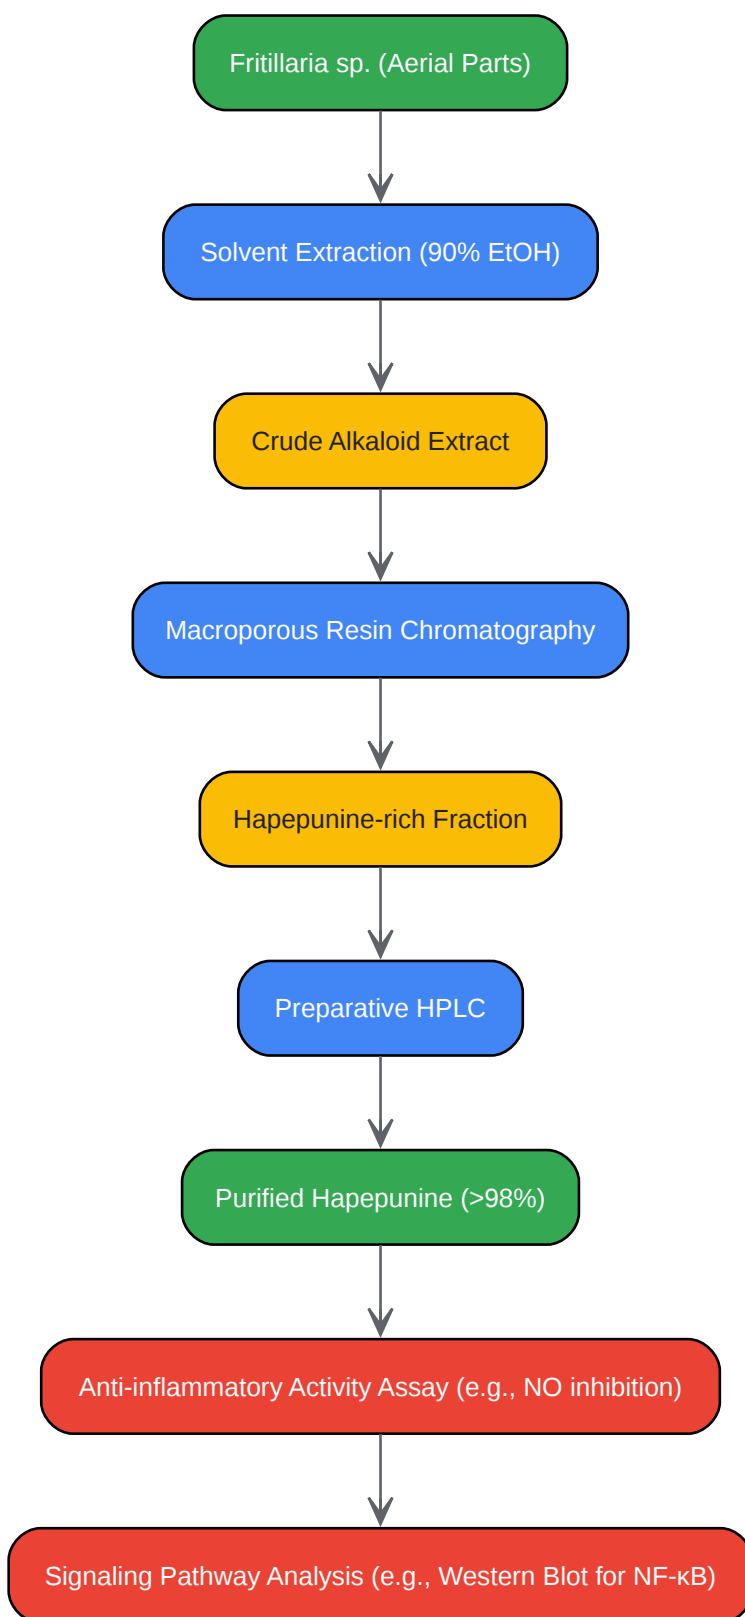 Fritillaria sp. (Aerial Parts)
Solvent Extraction (90% EtOH)
Crude Alkaloid Extract
Macroporous Resin Chromatography
Hapepunine-rich Fraction
Preparative HPLC
Purified Hapepunine (>98%)
Anti-inflammatory Activity Assay (e.g., NO inhibition)
Signaling Pathway Analysis (e.g., Western Blot for NF-κB)